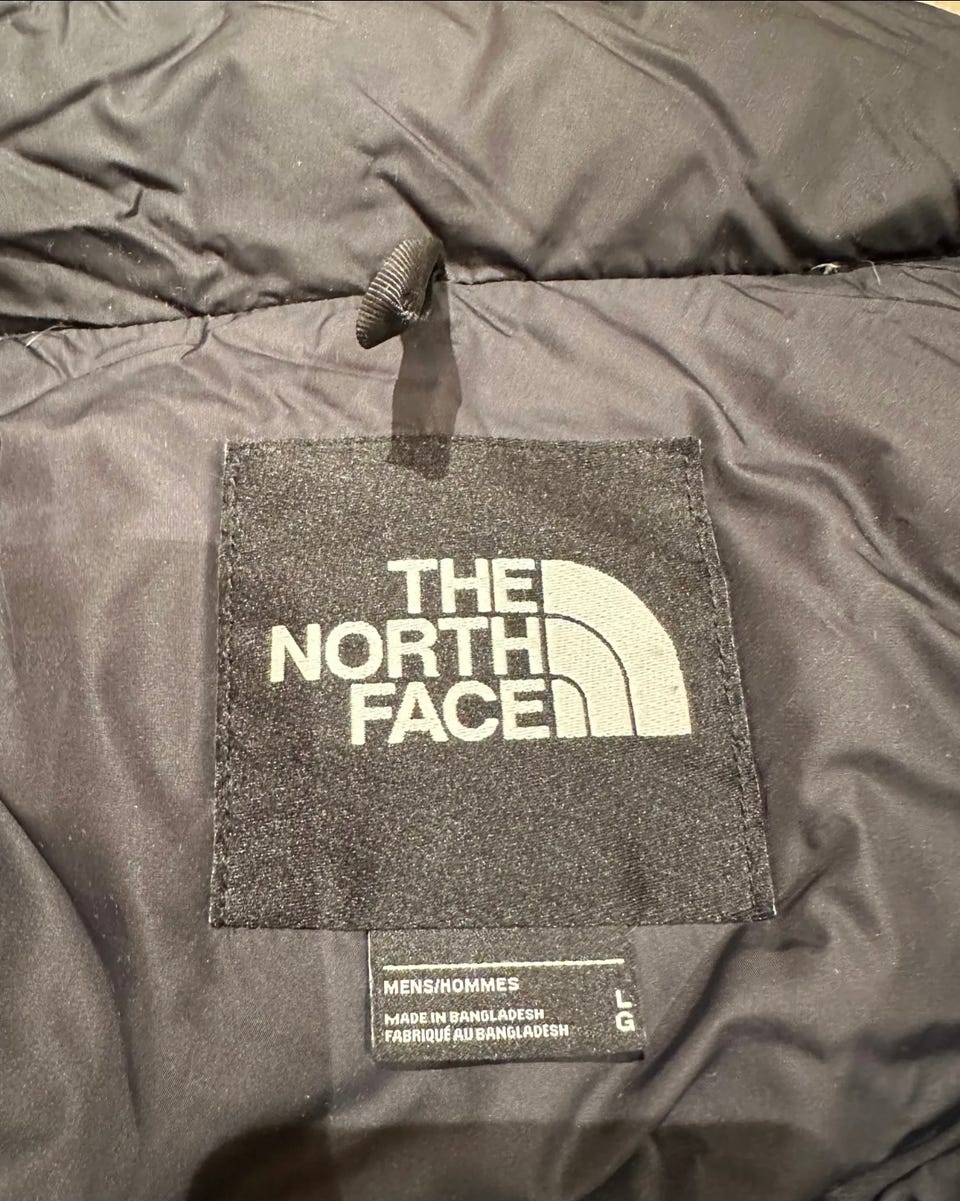 THE
NORTH
FACE
MENS/HOMMES
MADE IN BANGLADESH
FABRIQUÉ AU BANGLADESH
LG